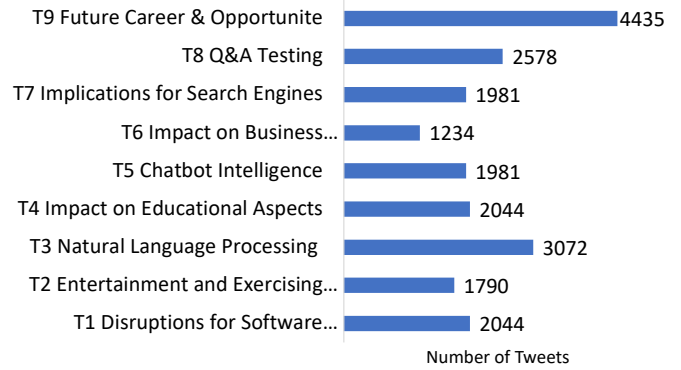 T9 Future Career & Opportunite 4435
T8 Q&A Testing 2578
T7 Implications for Search Engines 1981
T6 Impact on Business... 1234
T5 Chatbot Intelligence 1981
T4 Impact on Educational Aspects 2044
T3 Natural Language Processing 3072
T2 Entertainment and Exercising... 1790
T1 Disruptions for Software... 2044
Number of Tweets